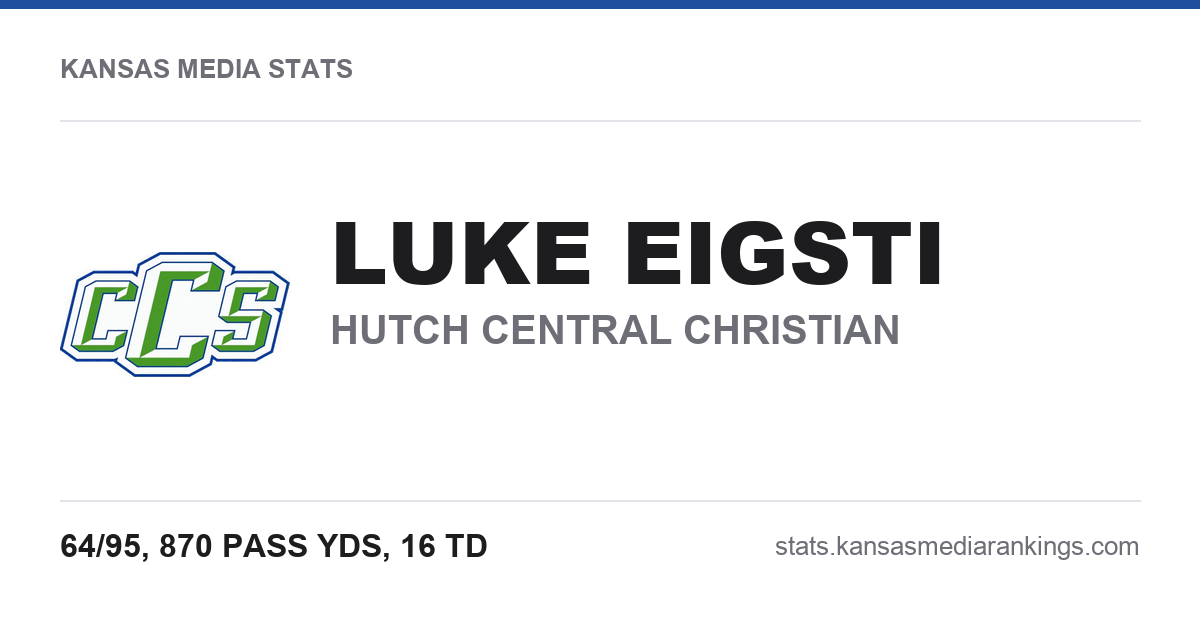 KANSAS MEDIA STATS
CCS
LUKE EIGSTI
HUTCH CENTRAL CHRISTIAN
64/95, 870 PASS YDS, 16 TD
stats.kansasmediarankings.com